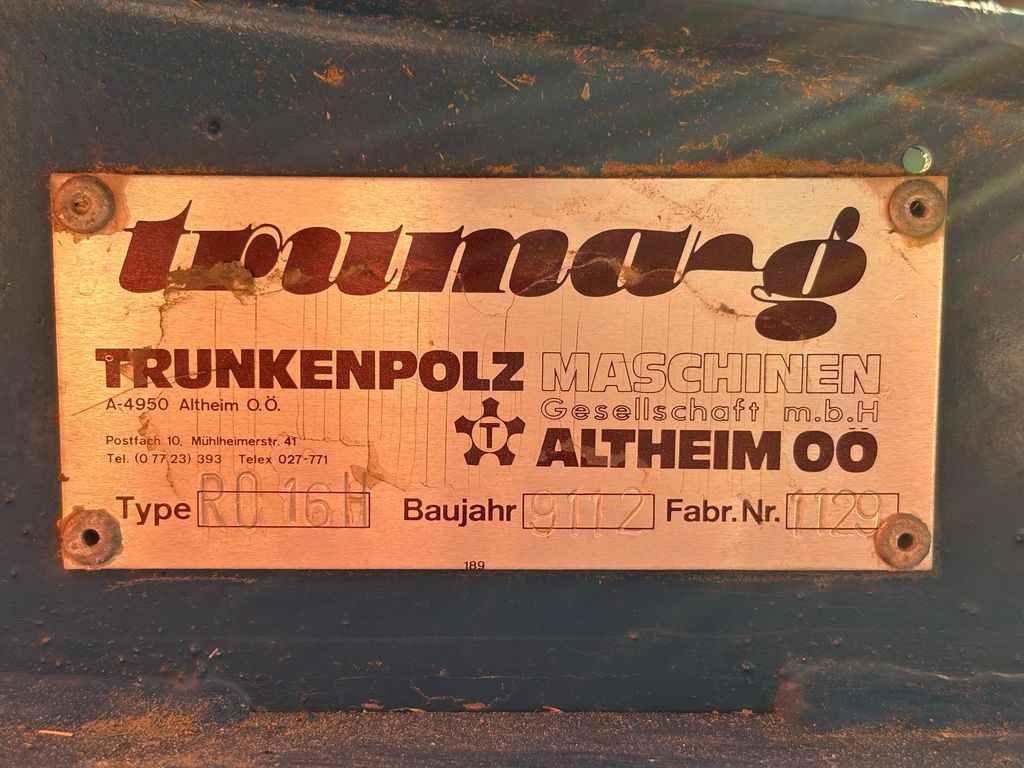 trumag
TRUNKENPOLZ MASCHINEN
A-4950 Altheim O.Ö. Gesellschaft m.b.H
T ALTHEIM OÖ
Postfach 10, Mühlheimerstr. 41
Tel. (0 77 23) 393 Telex 027-771
Type RO 16 H Baujahr 9112 Fabr. Nr. 1129
189